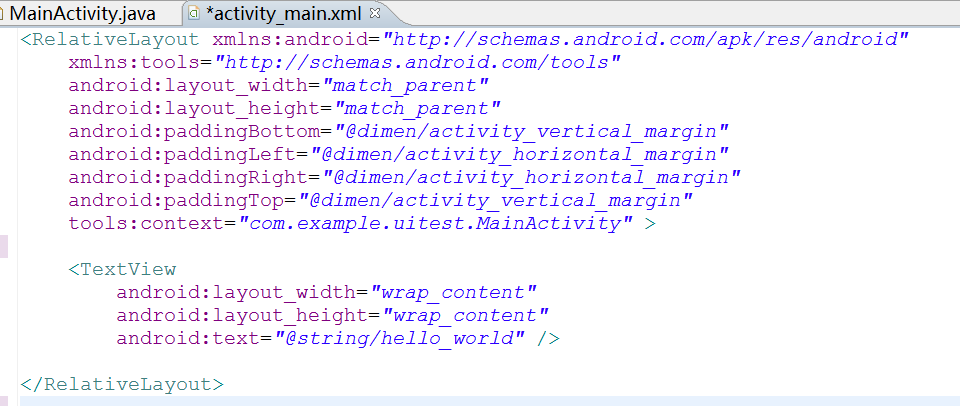 MainActivity.java *activity_main.xml
<RelativeLayout xmlns:android="http://schemas.android.com/apk/res/android"
    xmlns:tools="http://schemas.android.com/tools"
    android:layout_width="match_parent"
    android:layout_height="match_parent"
    android:paddingBottom="@dimen/activity_vertical_margin"
    android:paddingLeft="@dimen/activity_horizontal_margin"
    android:paddingRight="@dimen/activity_horizontal_margin"
    android:paddingTop="@dimen/activity_vertical_margin"
    tools:context="com.example.uitest.MainActivity" >
    <TextView
        android:layout_width="wrap_content"
        android:layout_height="wrap_content"
        android:text="@string/hello_world" />
</RelativeLayout>